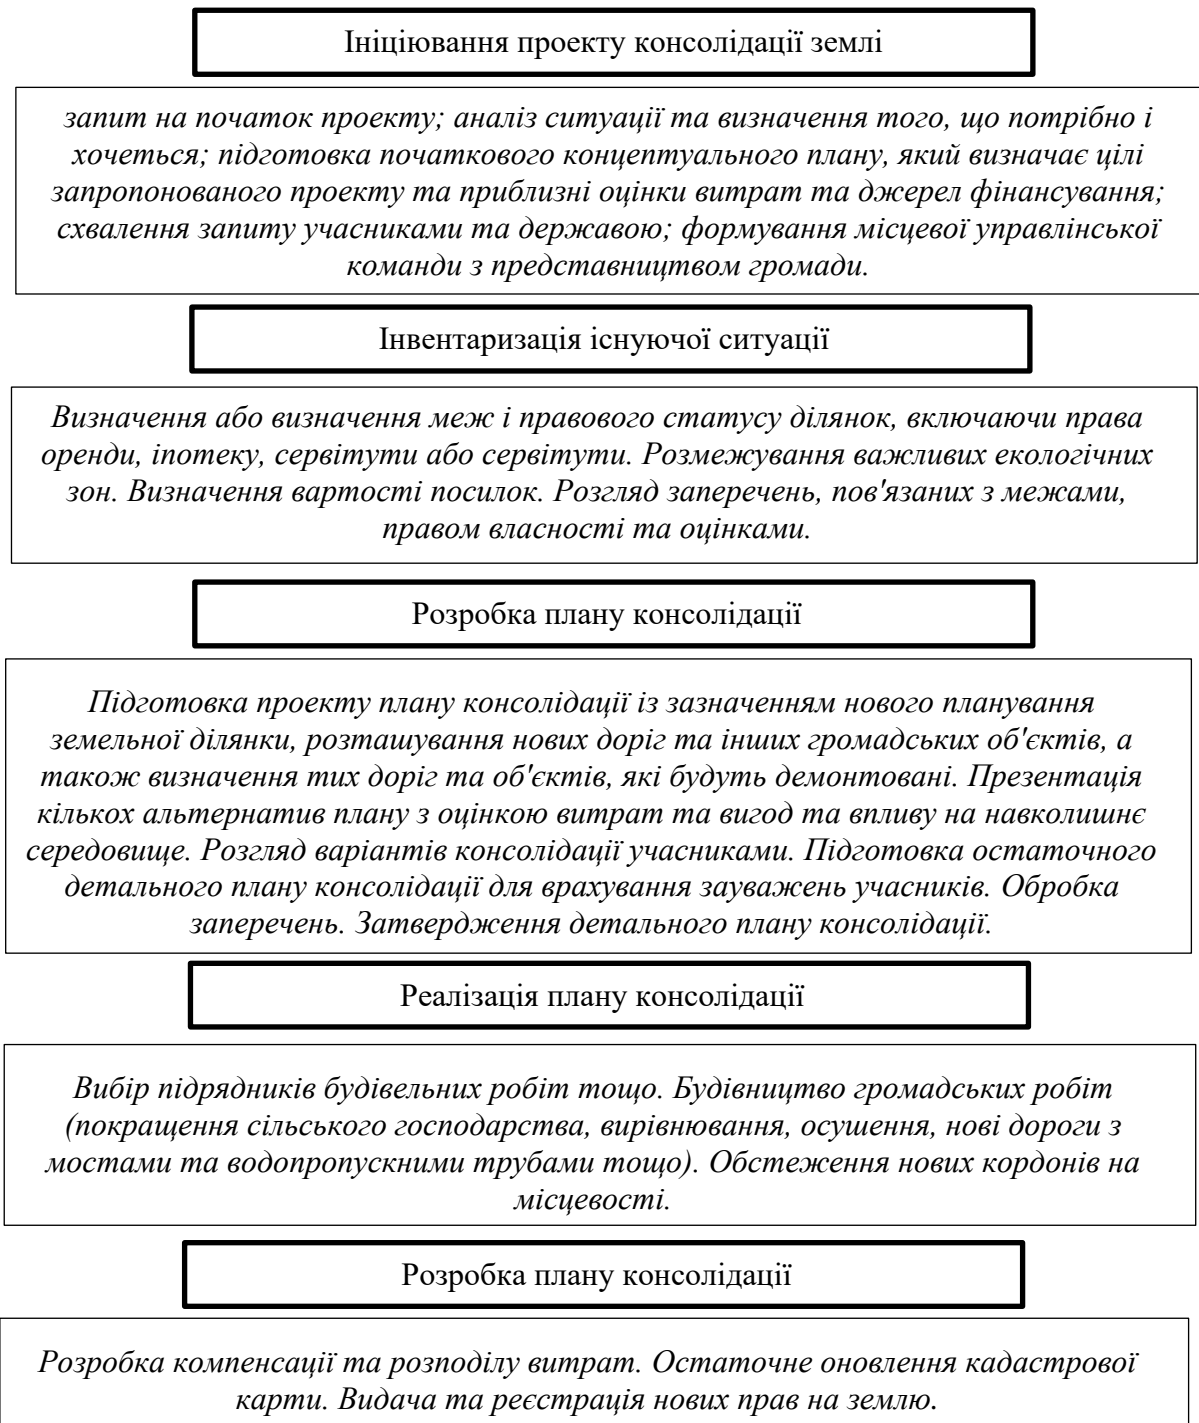 Ініціювання проекту консолідації землі
запит на початок проекту; аналіз ситуації та визначення того, що потрібно і
хочеться; підготовка початкового концептуального плану, який визначає цілі
запропонованого проекту та приблизні оцінки витрат та джерел фінансування;
схвалення запиту учасниками та державою; формування місцевої управлінської
команди з представництвом громади.
Інвентаризація існуючої ситуації
Визначення або визначення меж і правового статусу ділянок, включаючи права
оренди, іпотеку, сервітути або сервітути. Розмежування важливих екологічних
зон. Визначення вартості посилок. Розгляд заперечень, пов'язаних з межами,
правом власності та оцінками.
Розробка плану консолідації
Підготовка проекту плану консолідації із зазначенням нового планування
земельної ділянки, розташування нових доріг та інших громадських об'єктів, а
також визначення тих доріг та об'єктів, які будуть демонтовані. Презентація
кількох альтернатив плану з оцінкою витрат та вигод та впливу на навколишнє
середовище. Розгляд варіантів консолідації учасниками. Підготовка остаточного
детального плану консолідації для врахування зауважень учасників. Обробка
заперечень. Затвердження детального плану консолідації.
Реалізація плану консолідації
Вибір підрядників будівельних робіт тощо. Будівництво громадських робіт
(покращення сільського господарства, вирівнювання, осушення, нові дороги з
мостами та водопропускними трубами тощо). Обстеження нових кордонів на
місцевості.
Розробка плану консолідації
Розробка компенсації та розподілу витрат. Остаточне оновлення кадастрової
карти. Видача та реєстрація нових прав на землю.